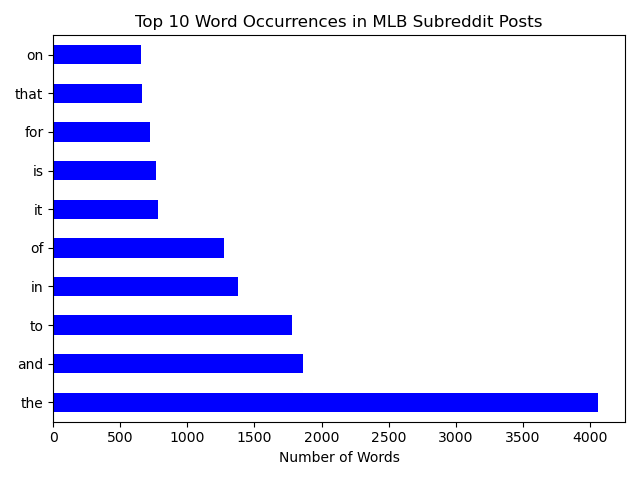 Top 10 Word Occurrences in MLB Subreddit Posts
on
that
for
is
it
of
in
to
and
the
0 500 1000 1500 2000 2500 3000 3500 4000
Number of Words